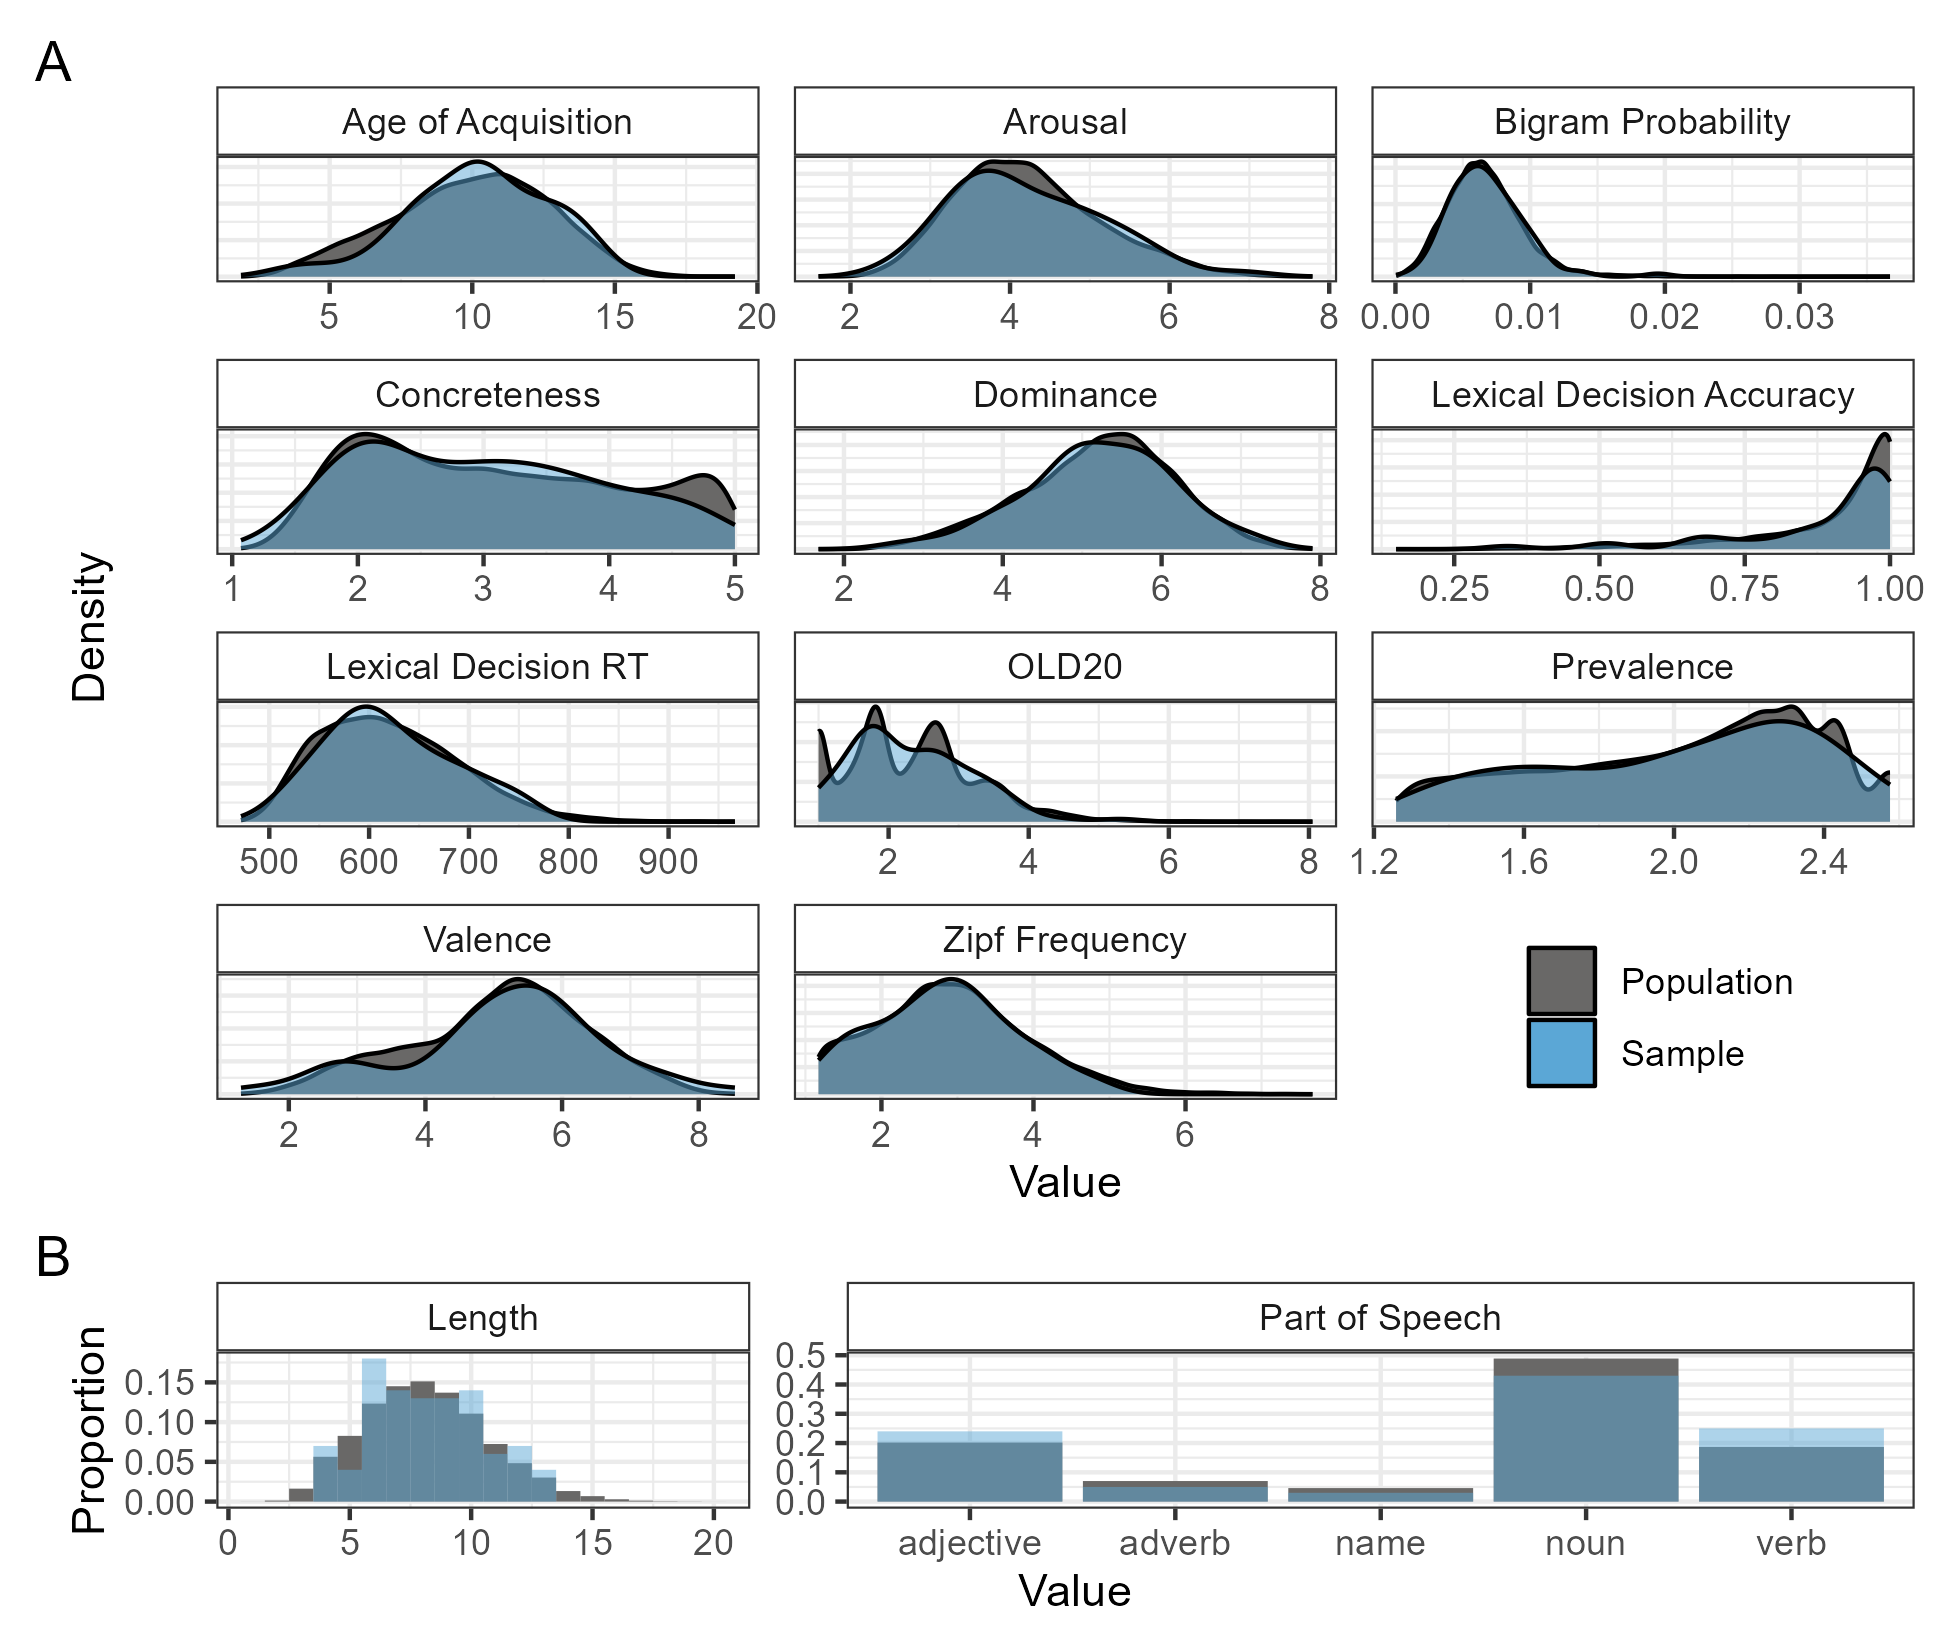 A
Age of Acquisition
Arousal
Bigram Probability
5 10 15 20
2 4 6 8
0.00 0.01 0.02 0.03
Concreteness
Dominance
Lexical Decision Accuracy
1 2 3 4 5
2 4 6 8
0.25 0.50 0.75 1.00
Density
Lexical Decision RT
OLD20
Prevalence
500 600 700 800 900
2 4 6 8
1.2 1.6 2.0 2.4
Valence
Zipf Frequency
Population
Sample
2 4 6 8
2 4 6
Value
B
Length
Part of Speech
Proportion
0.15
0.10
0.05
0.00
0 5 10 15 20
0.5
0.4
0.3
0.2
0.1
0.0
adjective adverb name noun verb
Value